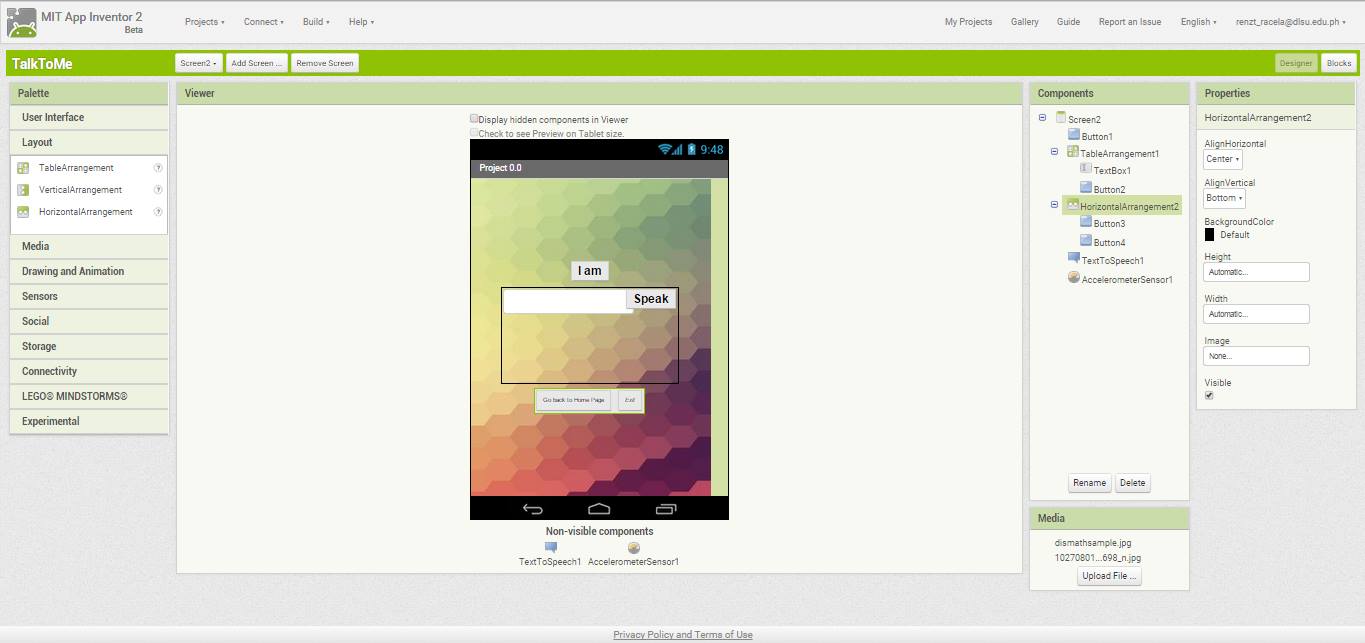 MIT App Inventor 2
Beta
Projects Connect Build Help
My Projects Gallery Guide Report an Issue English renzt_racela@dlsu.edu.ph
TalkToMe
Screen2 Add Screen ... Remove Screen
Designer Blocks
Palette
User Interface
Layout
TableArrangement ?
VerticalArrangement ?
HorizontalArrangement ?
Media
Drawing and Animation
Sensors
Social
Storage
Connectivity
LEGO® MINDSTORMS®
Experimental
Viewer
Display hidden components in Viewer
Check to see Preview on Tablet size.
9:48
Project 0.0
I am
Speak
Go back to Home Page Exit
Non-visible components
TextToSpeech1 AccelerometerSensor1
Components
Screen2
Button1
TableArrangement1
TextBox1
Button2
HorizontalArrangement2
Button3
Button4
TextToSpeech1
AccelerometerSensor1
Rename Delete
Media
dismathsample.jpg
10270801...698_n.jpg
Upload File ...
Properties
HorizontalArrangement2
AlignHorizontal
Center
AlignVertical
Bottom
BackgroundColor
Default
Height
Automatic...
Width
Automatic...
Image
None...
Visible
Privacy Policy and Terms of Use